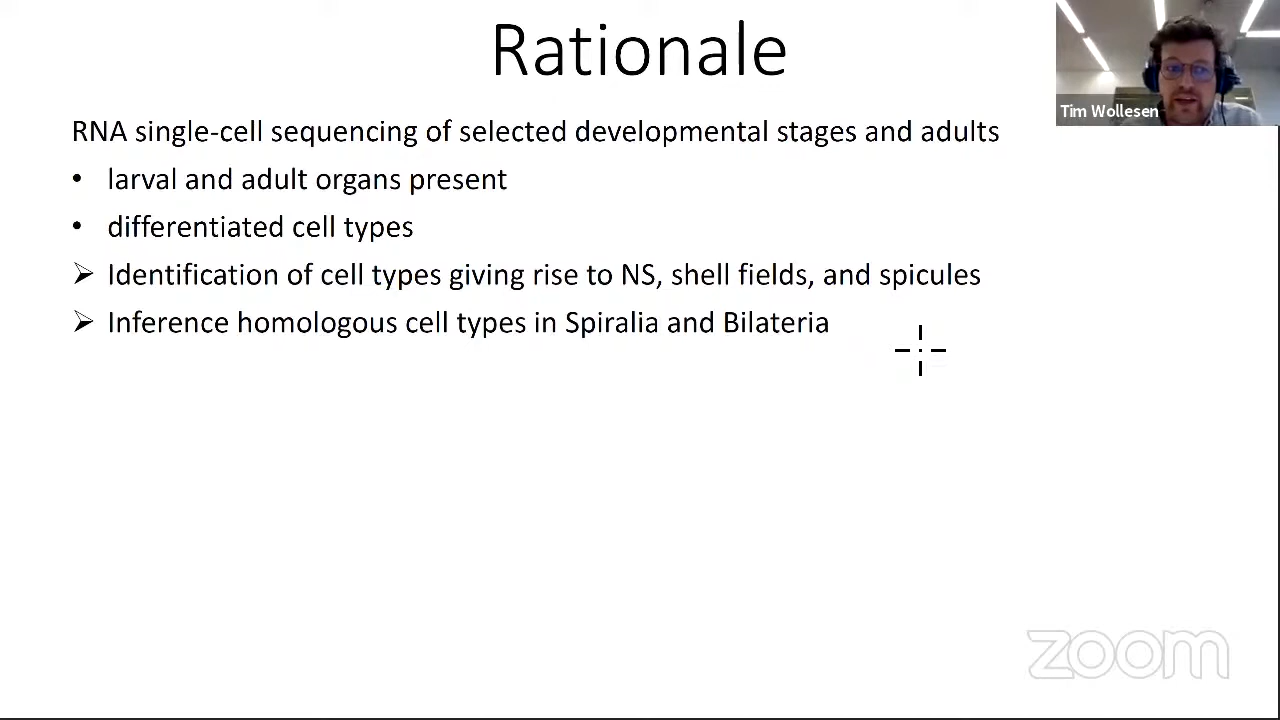 Rationale
Tim Wollesen
RNA single-cell sequencing of selected developmental stages and adults
• larval and adult organs present
• differentiated cell types
➢ Identification of cell types giving rise to NS, shell fields, and spicules
➢ Inference homologous cell types in Spiralia and Bilateria
zoom